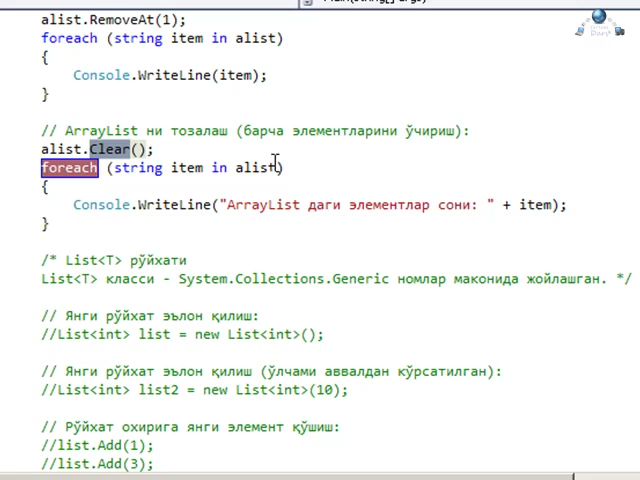 alist.RemoveAt(1);
foreach (string item in alist)
{
Console.WriteLine(item);
}
// ArrayList ни тозалаш (барча элементларини ўчириш):
alist.Clear();
foreach (string item in alist)
{
Console.WriteLine("ArrayList даги элементлар сони: " + item);
}
/* List<T> рўйхати
List<T> класси - System.Collections.Generic номлар маконида жойлашган. */
// Янги рўйхат эълон қилиш:
//List<int> list = new List<int>();
// Янги рўйхат эълон қилиш (ўлчами аввалдан кўрсатилган):
//List<int> list2 = new List<int>(10);
// Рўйхат охирига янги элемент қўшиш:
//list.Add(1);
//list.Add(3);